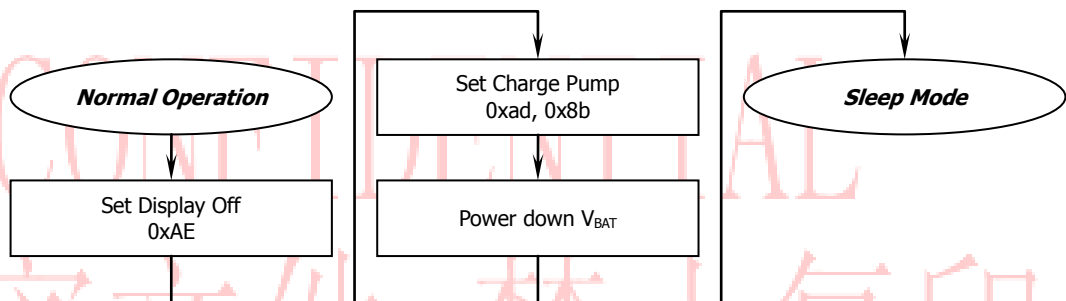 CONFIDENTIAL
Normal Operation
Set Display Off
0xAE
Set Charge Pump
0xad, 0x8b
Power down VBAT
Sleep Mode